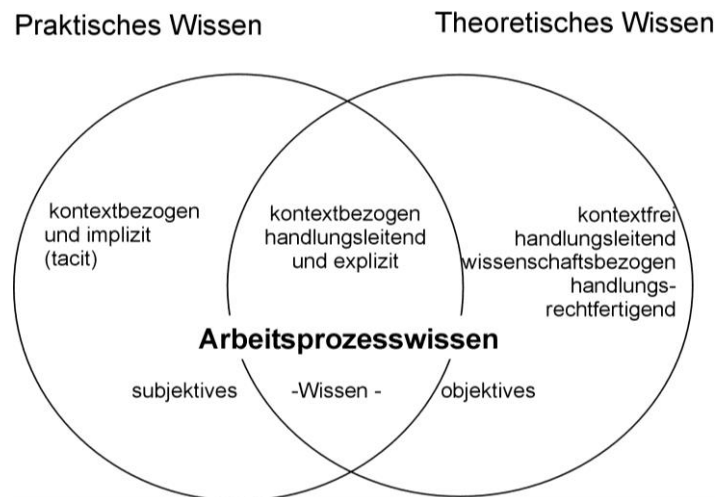 Praktisches Wissen
Theoretisches Wissen
kontextbezogen
und implizit
(tacit)
kontextbezogen
handlungsleitend
und explizit
kontextfrei
handlungsleitend
wissenschaftsbezogen
handlungs-
rechtfertigend
Arbeitsprozesswissen
subjektives
-Wissen -
objektives